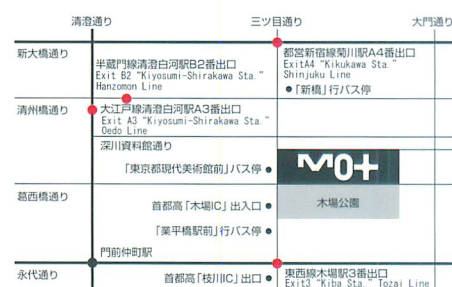 清澄通り
三ツ目通り
大門通り
新大橋通り
半蔵門線清澄白河駅B2番出口
Exit B2 "Kiyosumi-Shirakawa Sta."
Hanzomon Line
都営新宿線菊川駅A4番出口
ExitA4 "Kikukawa Sta."
Shinjuku Line
「新橋」行バス停
清州橋通り
大江戸線清澄白河駅A3番出口
Exit A3 "Kiyosumi-Shirakawa Sta."
Oedo Line
深川資料館通り
「東京都現代美術館前」バス停
MO+
葛西橋通り
首都高「木場IC」出入口
木場公園
「業平橋駅前」行バス停
門前仲町駅
永代通り
首都高「枝川IC」出口
東西線木場駅3番出口
Exit3 "Kiba Sta." Tozai Line